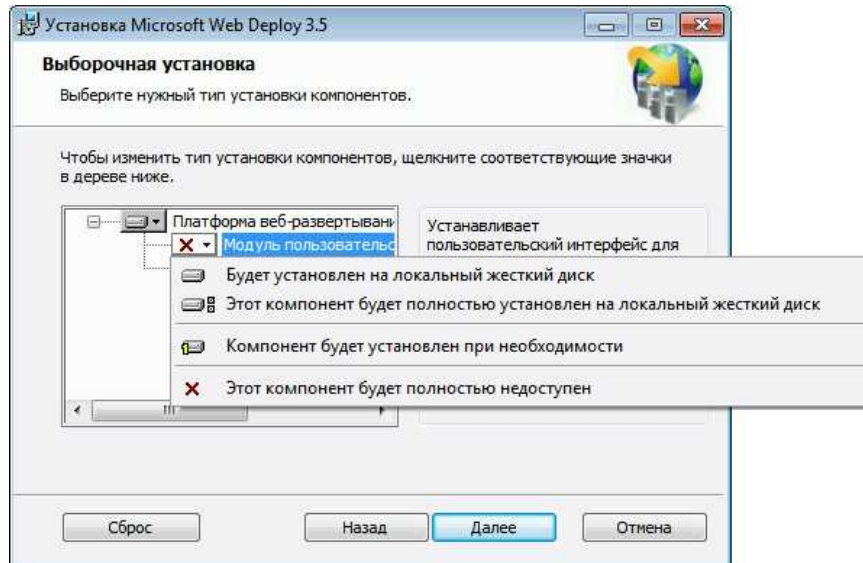 Установка Microsoft Web Deploy 3.5
Выборочная установка
Выберите нужный тип установки компонентов.
Чтобы изменить тип установки компонентов, щелкните соответствующие значки
в дереве ниже.
Платформа веб-развертывани
Модуль пользовательс
Устанавливает
пользовательский интерфейс для
Будет установлен на локальный жесткий диск
Этот компонент будет полностью установлен на локальный жесткий диск
Компонент будет установлен при необходимости
Этот компонент будет полностью недоступен
Сброс
Назад
Далее
Отмена